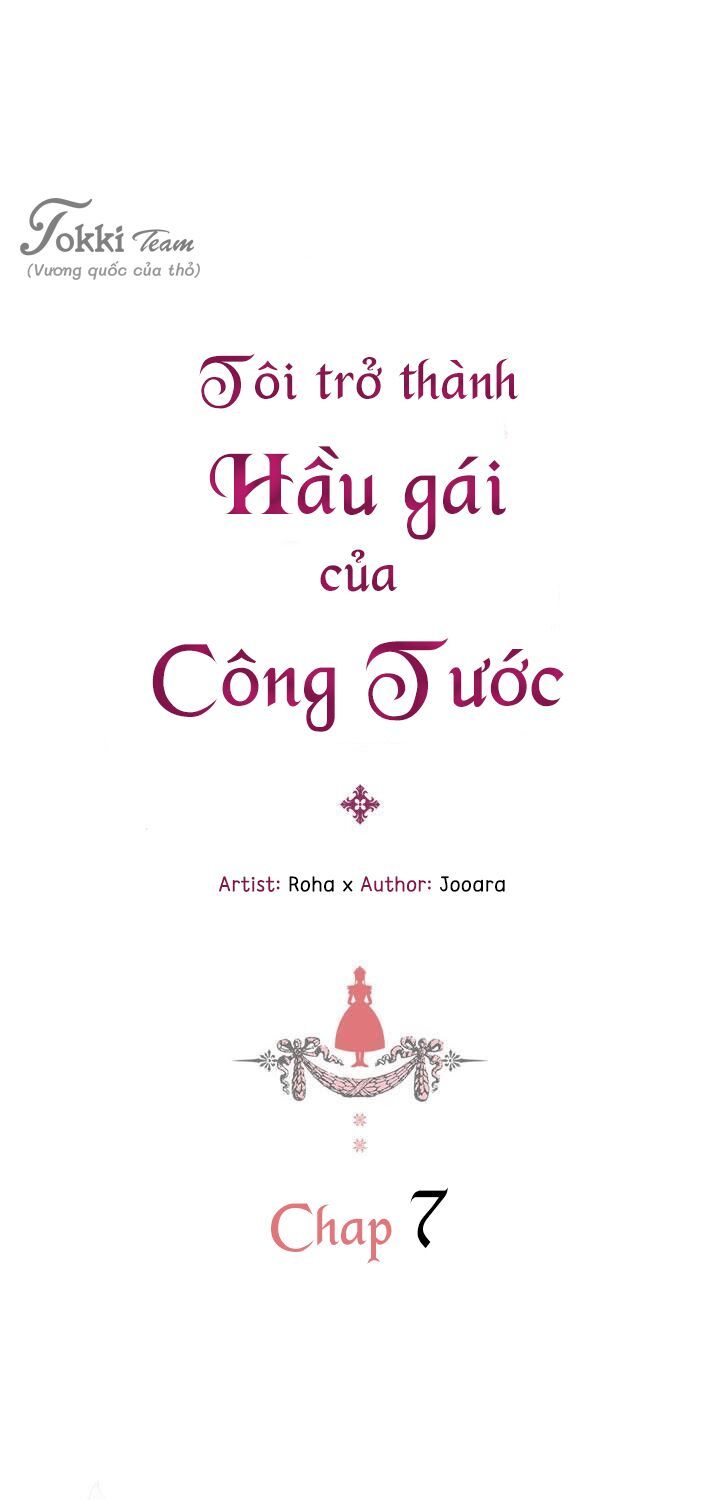 Tokki Team
(Vương quốc của thỏ)
Tôi trở thành
Hầu gái
của
Công Tước
Artist: Roha x Author: Jooara
Chap 7